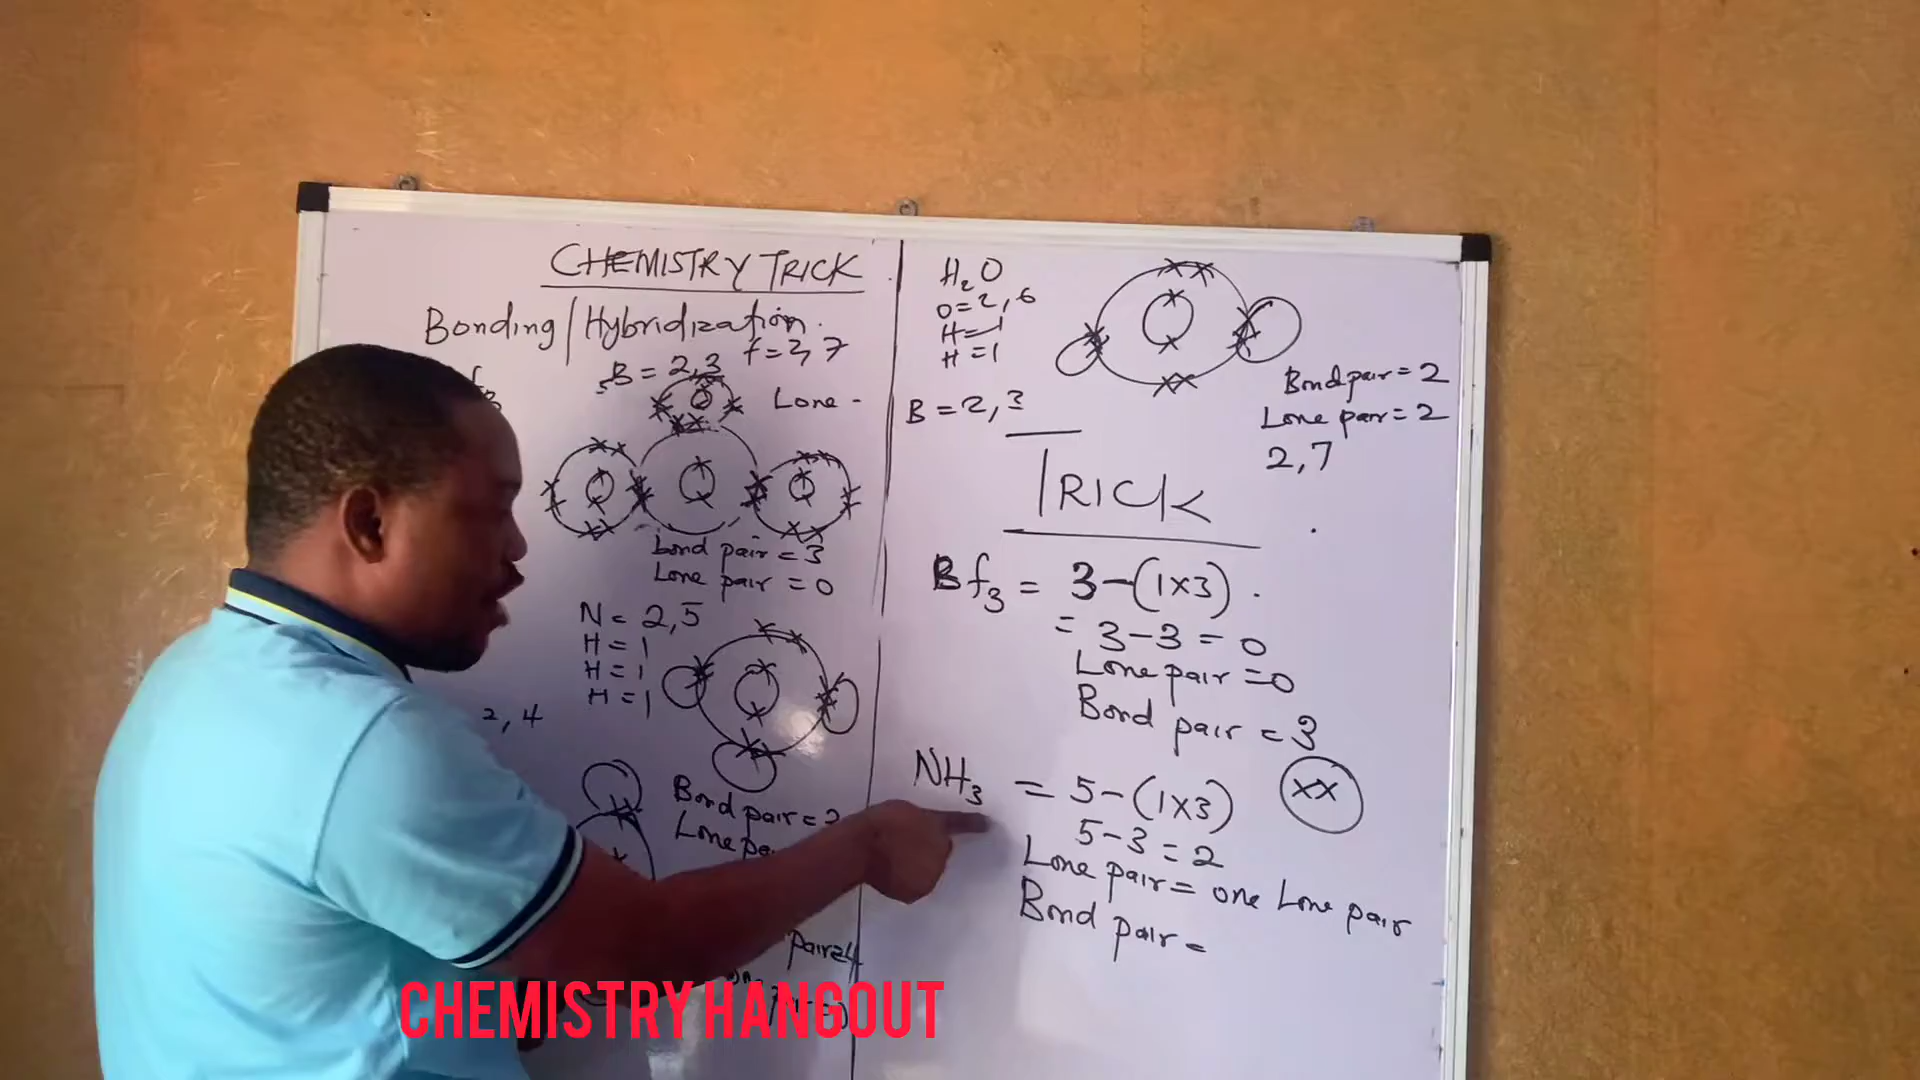 CHEMISTRY TRICK
Bonding/Hybridization.
f=2,7
B = 2,3
Lone -
bond pair = 3
Lone pair = 0
N = 2,5
H = 1
H = 1
H = 1
2,4
Bond pair =
Lone
pair=4
H2O
O=2,6
H=1
H=1
Bond pair = 2
Lone pair = 2
B = 2,3
2,7
TRICK
Bf3 = 3-(1x3).
= 3-3 = 0
Lone pair =0
Bond pair = 3
NH3 = 5-(1x3)
xx
5-3 = 2
Lone pair = one Lone pair
Bond pair =
CHEMISTRY HANGOUT